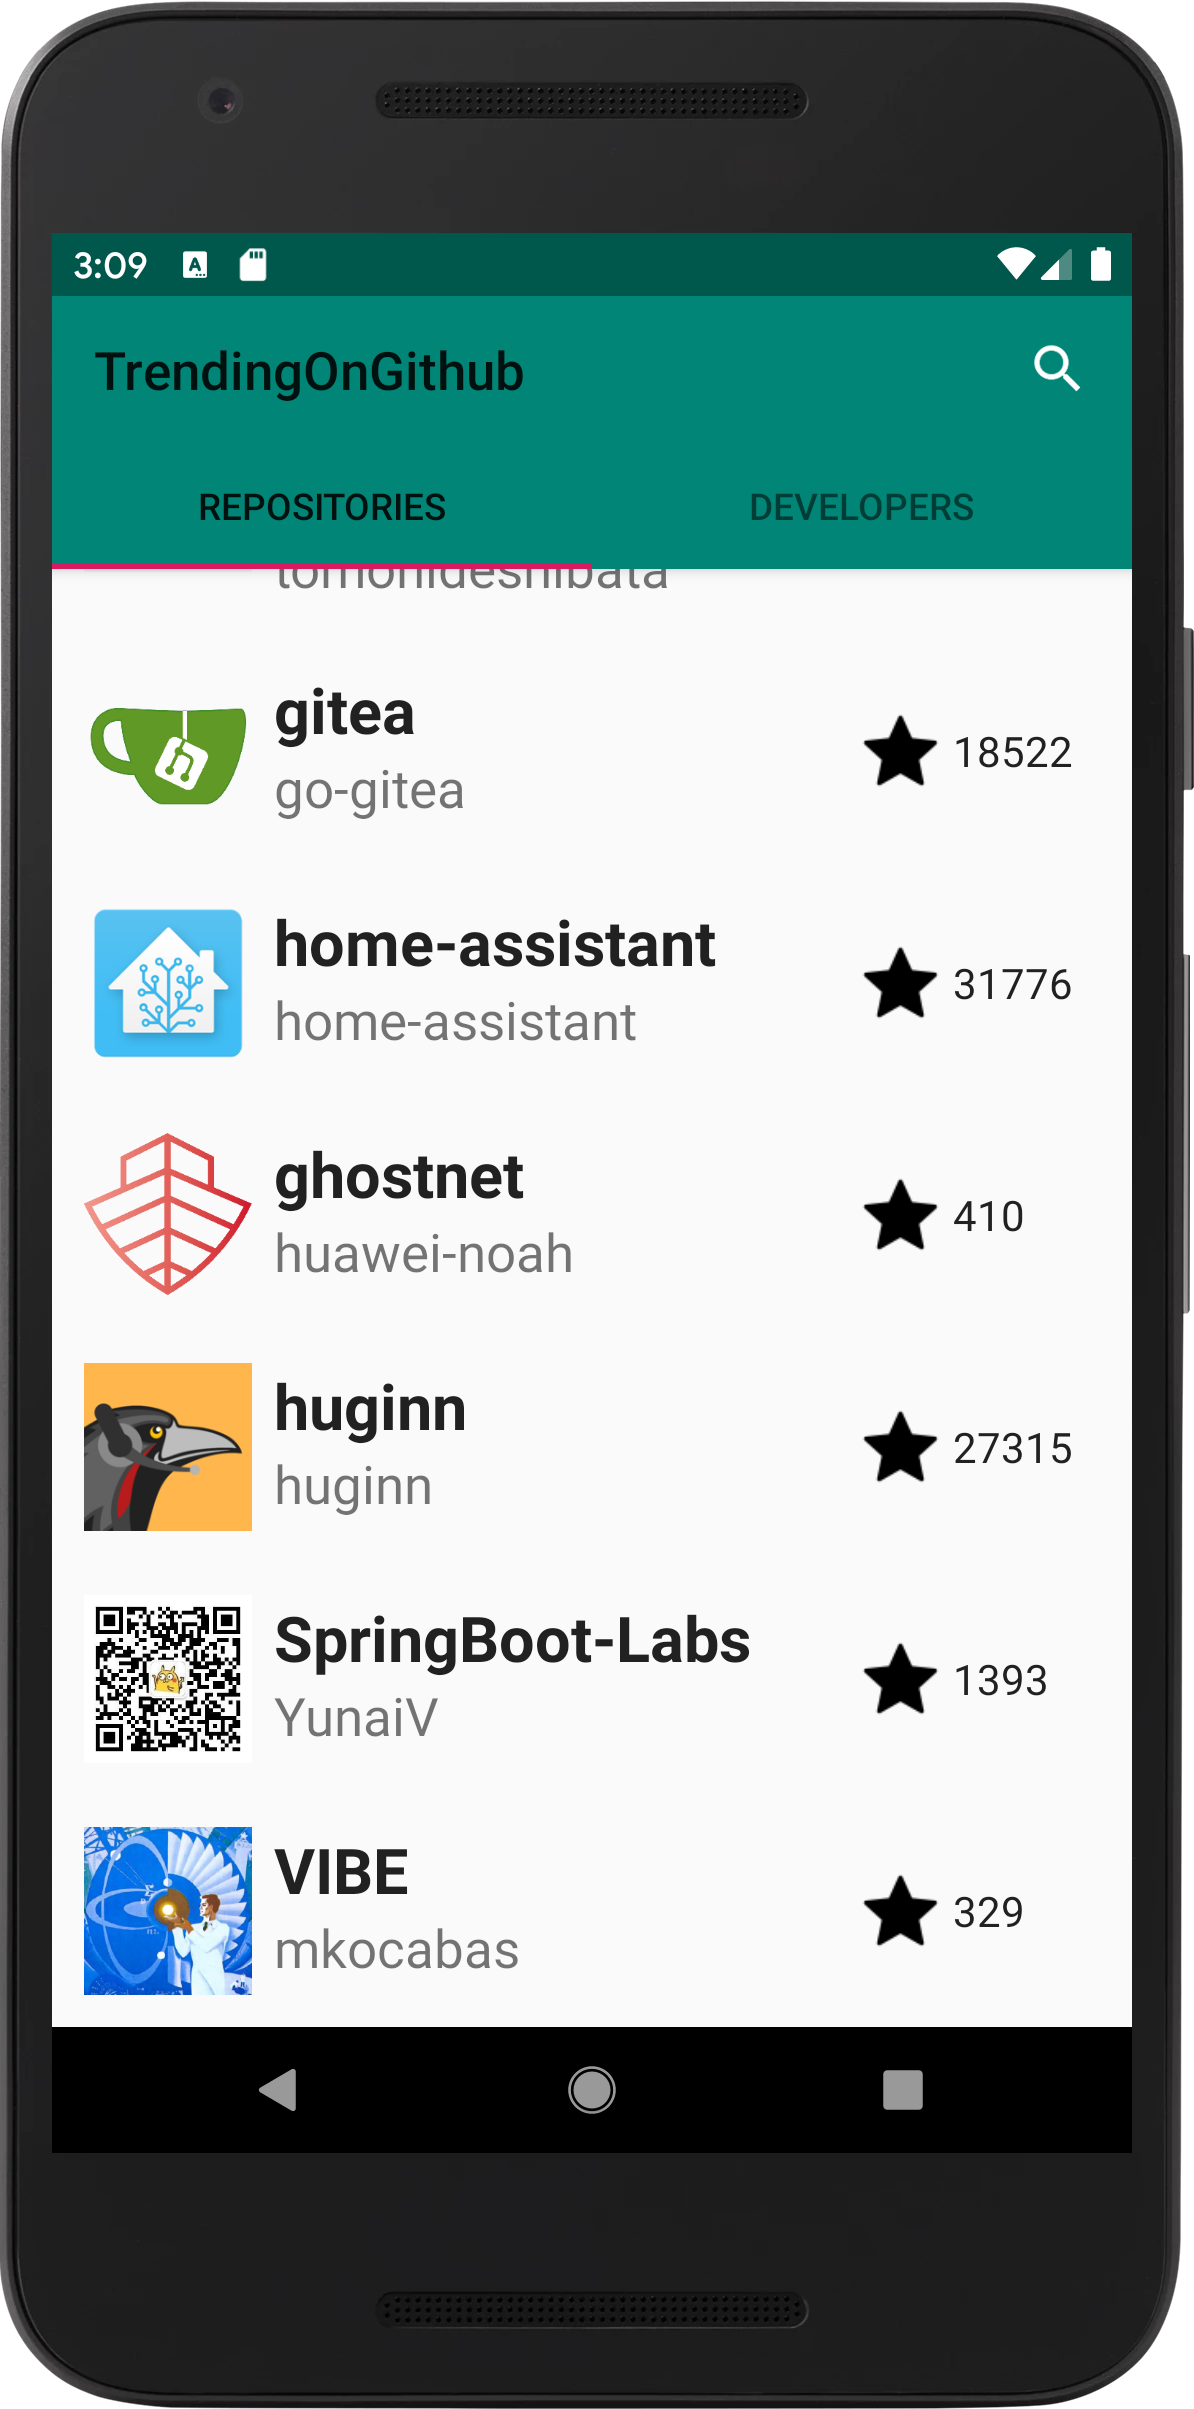 3:09
TrendingOnGithub
REPOSITORIES
DEVELOPERS
tomohideshibata
gitea
go-gitea
18522
home-assistant
home-assistant
31776
ghostnet
huawei-noah
410
huginn
huginn
27315
SpringBoot-Labs
YunaiV
1393
VIBE
mkocabas
329